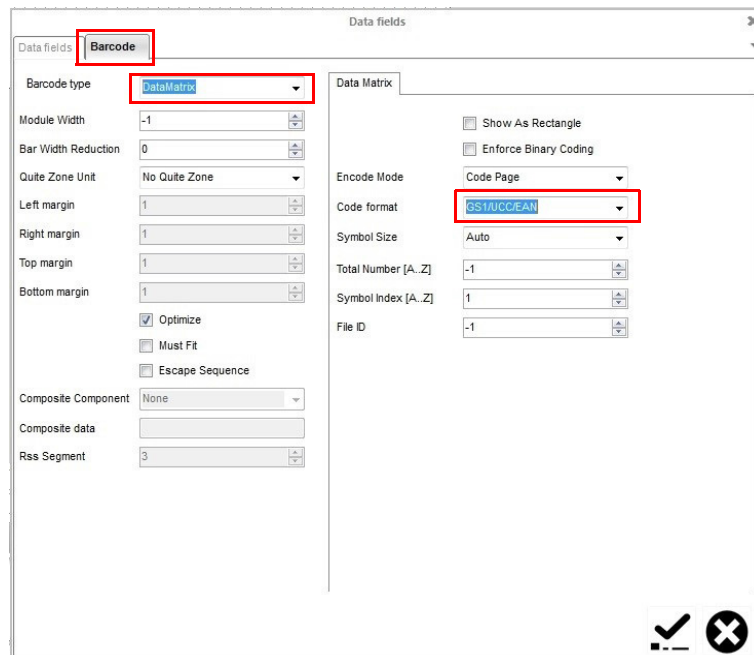 Data fields
Data fields
Barcode
Barcode type
DataMatrix
Module Width
-1
Bar Width Reduction
0
Quite Zone Unit
No Quite Zone
Left margin
1
Right margin
1
Top margin
1
Bottom margin
1
Optimize
Must Fit
Escape Sequence
Composite Component
None
Composite data
Rss Segment
3
Data Matrix
Show As Rectangle
Enforce Binary Coding
Encode Mode
Code Page
Code format
GS1/UCC/EAN
Symbol Size
Auto
Total Number [A..Z]
-1
Symbol Index [A..Z]
1
File ID
-1